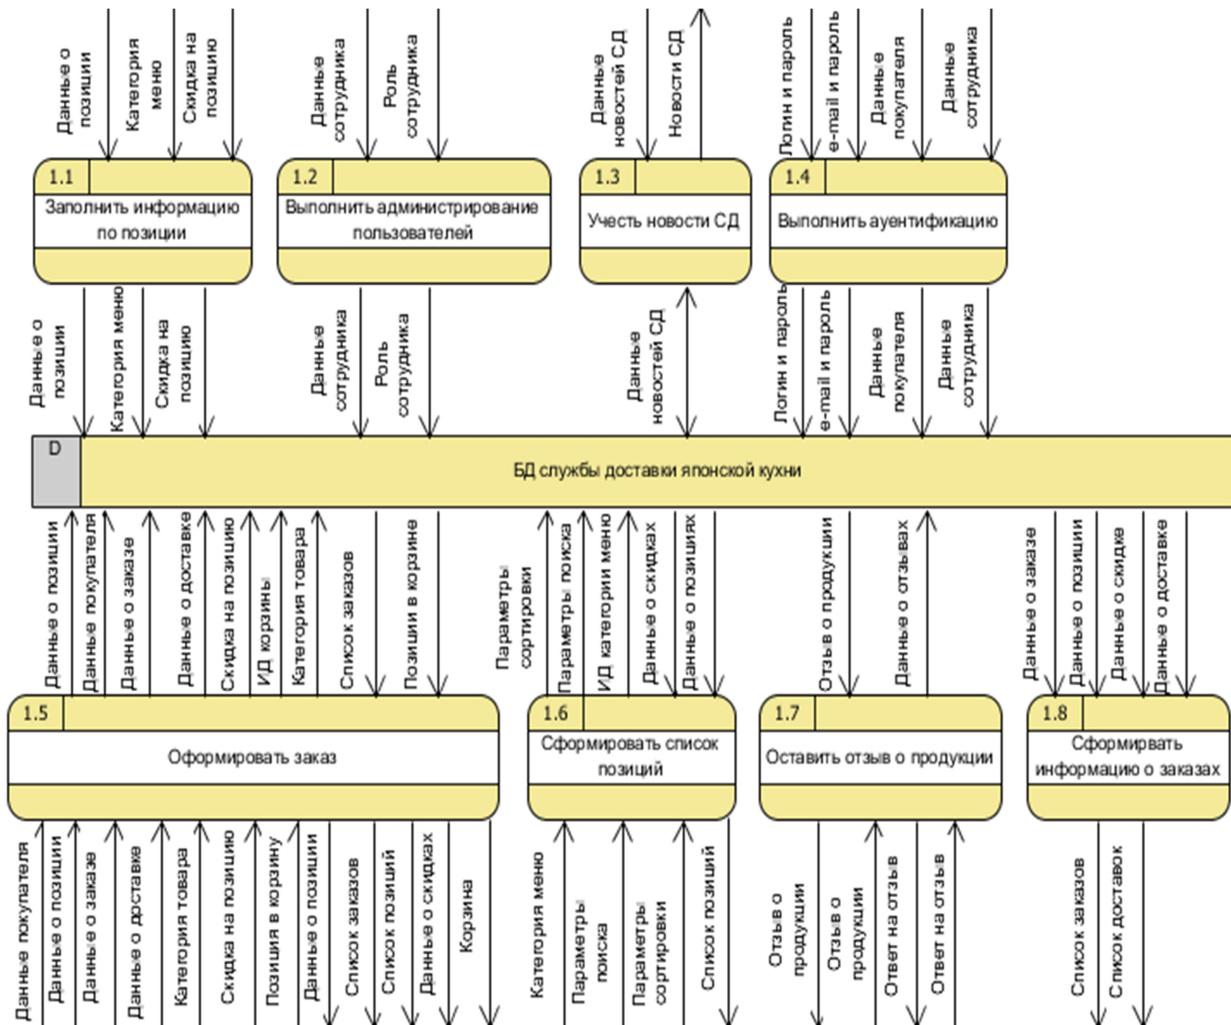 Данные о
позиции
Категория
меню
Скидка на
позицию
Данные
сотрудника
Роль
сотрудника
Данные
новостей СД
Новости СД
Логин и пароль
e-mail и пароль
Данные
покупателя
Данные
сотрудника
1.1
Заполнить информацию
по позиции
1.2
Выполнить администрирование
пользователей
1.3
Учесть новости СД
1.4
Выполнить ауентификацию
Данные о
позиции
Категория меню
Скидка на
позицию
Данные
сотрудника
Роль
сотрудника
Данные
новостей СД
Логин и пароль
e-mail и пароль
Данные
покупателя
Данные
сотрудника
D
БД службы доставки японской кухни
Данные о позиции
Данные покупателя
Данные о заказе
Данные о доставке
Скидка на позицию
ИД корзины
Категория товара
Список заказов
Позиции в корзине
Параметры
сортировки
Параметры поиска
ИД категории меню
Данные о скидках
Данные о позициях
Отзыв о продукции
Данные о отзывах
Данные о заказе
Данные о позиции
Данные о скидке
Данные о доставке
1.5
Оформировать заказ
1.6
Сформировать список
позиций
1.7
Оставить отзыв о продукции
1.8
Сформирвать
информацию о заказах
Данные покупателя
Данные о позиции
Данные о заказе
Данные о доставке
Категория товара
Скидка на позицию
Позиция в корзину
Данные о позиции
Список заказов
Список позиций
Данные о скидках
Корзина
Категория меню
Параметры
поиска
Параметры
сортировки
Список позиций
Отзыв о
продукции
Отзыв о
продукции
Ответ на отзыв
Ответ на отзыв
Список заказов
Список доставок